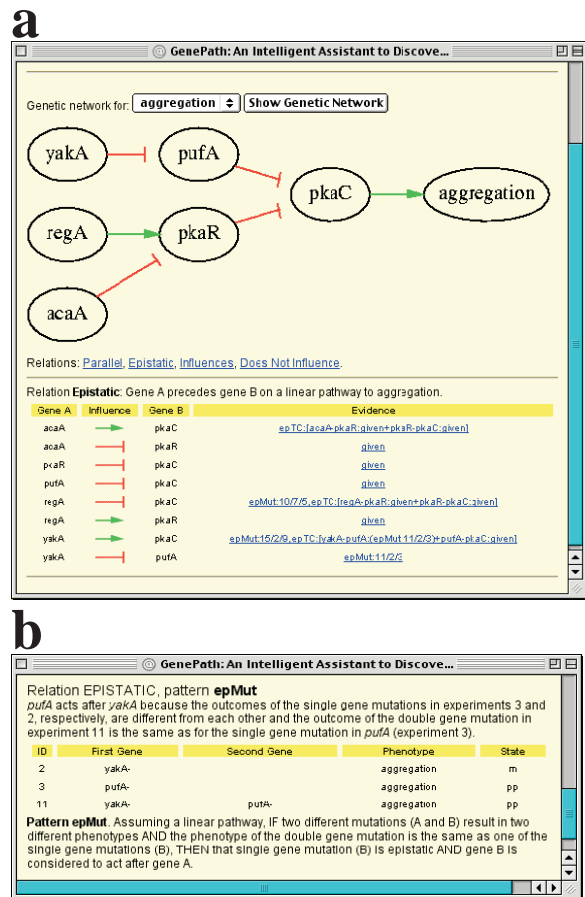 a
GenePath: An Intelligent Assistant to Discove...
Genetic network for: aggregation Show Genetic Network
yakA pufA
pkaC aggregation
regA pkaR
acaA
Relations: Parallel, Epistatic, Influences, Does Not Influence.
Relation Epistatic: Gene A precedes gene B on a linear pathway to aggregation.
Gene A Influence Gene B Evidence
acaA pkaC epTC:[acaA-pkaR:given+pkaR-pkaC:given]
acaA pkaR given
pkaR pkaC given
pufA pkaC given
regA pkaC epMut:10/7/5,epTC:[regA-pkaR:given+pkaR-pkaC:given]
regA pkaR given
yakA pkaC epMut:15/2/9,epTC:[yakA-pufA:(epMut:11/2/3)+pufA-pkaC:given]
yakA pufA epMut:11/2/3
b
GenePath: An Intelligent Assistant to Discove...
Relation EPISTATIC, pattern epMut
pufA acts after yakA because the outcomes of the single gene mutations in experiments 3 and
2, respectively, are different from each other and the outcome of the double gene mutation in
experiment 11 is the same as for the single gene mutation in pufA (experiment 3).
ID First Gene Second Gene Phenotype State
2 yakA- aggregation m
3 pufA- aggregation pp
11 yakA- pufA- aggregation pp
Pattern epMut. Assuming a linear pathway, IF two different mutations (A and B) result in two
different phenotypes AND the phenotype of the double gene mutation is the same as one of the
single gene mutations (B), THEN that single gene mutation (B) is epistatic AND gene B is
considered to act after gene A.